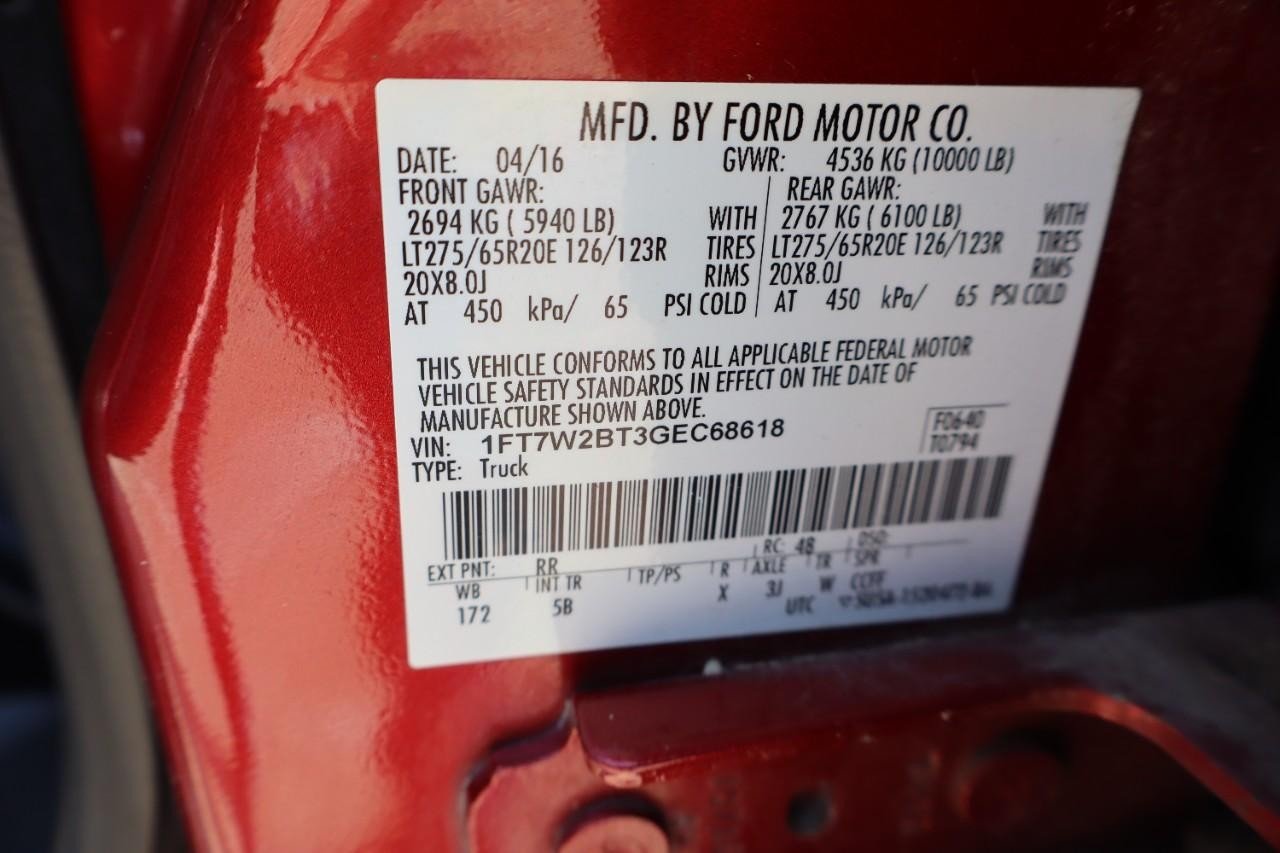 MFD. BY FORD MOTOR CO.
DATE: 04/16 GVWR: 4536 KG (10000 LB)
FRONT GAWR: REAR GAWR:
2694 KG ( 5940 LB) WITH 2767 KG ( 6100 LB) WITH
LT275/65R20E 126/123R TIRES LT275/65R20E 126/123R TIRES
20X8.0J RIMS 20X8.0J RIMS
AT 450 kPa/ 65 PSI COLD AT 450 kPa/ 65 PSI COLD
THIS VEHICLE CONFORMS TO ALL APPLICABLE FEDERAL MOTOR
VEHICLE SAFETY STANDARDS IN EFFECT ON THE DATE OF
MANUFACTURE SHOWN ABOVE.
VIN: 1FT7W2BT3GEC68618 F0640
TYPE: Truck T0794
EXT PNT: RR RC: 48 DSO:
WB INT TR TP/PS R AXLE TR SPR
172 5B X 3J W CCFF
UTC